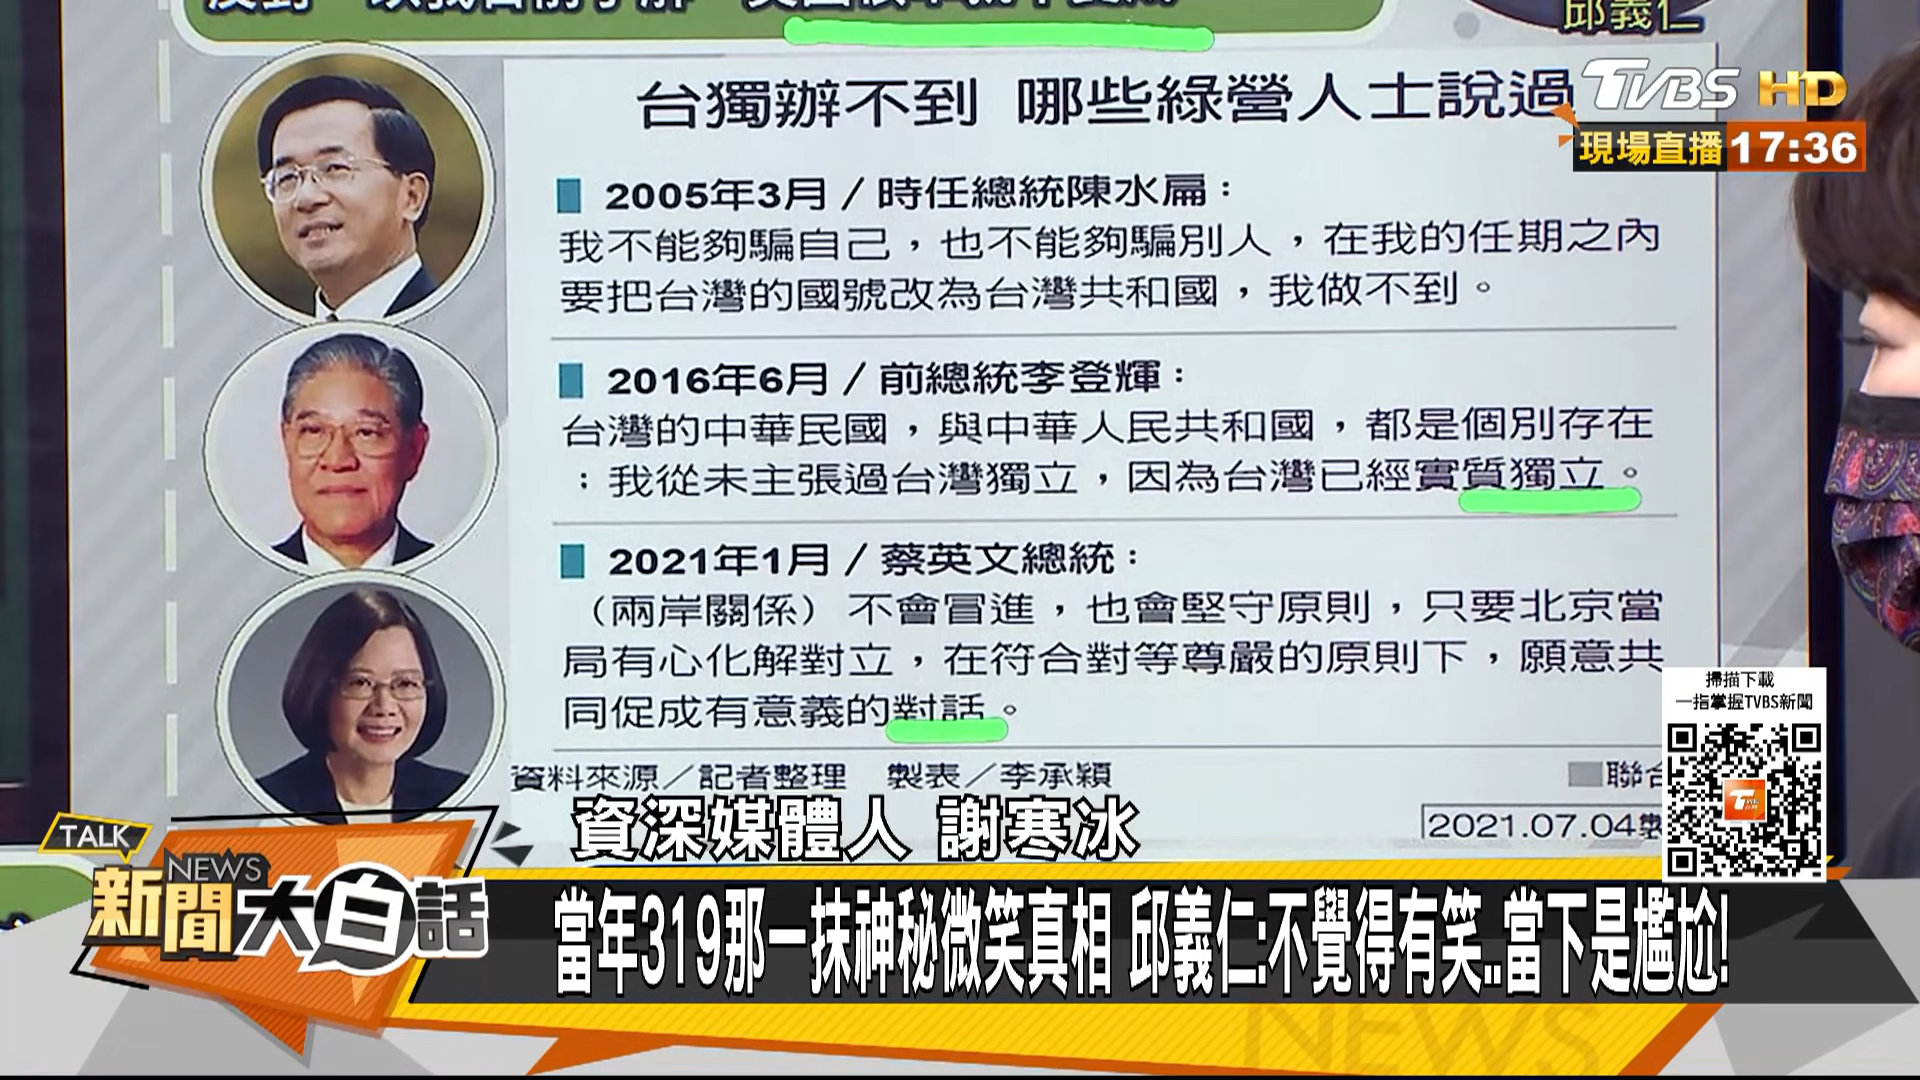 邱義仁
台獨辦不到 哪些綠營人士說過
TVBS HD
現場直播 17:36
2005年3月／時任總統陳水扁：
我不能夠騙自己，也不能夠騙別人，在我的任期之內
要把台灣的國號改為台灣共和國，我做不到。
2016年6月／前總統李登輝：
台灣的中華民國，與中華人民共和國，都是個別存在
；我從未主張過台灣獨立，因為台灣已經實質獨立。
2021年1月／蔡英文總統：
（兩岸關係）不會冒進，也會堅守原則，只要北京當
局有心化解對立，在符合對等尊嚴的原則下，願意共
同促成有意義的對話。
掃描下載
一指掌握TVBS新聞
資料來源／記者整理 製表／李承穎
聯合
2021.07.04製
資深媒體人 謝寒冰
TALK
NEWS
新聞大白話
當年319那一抹神秘微笑真相 邱義仁:不覺得有笑..當下是尷尬!
NEWS